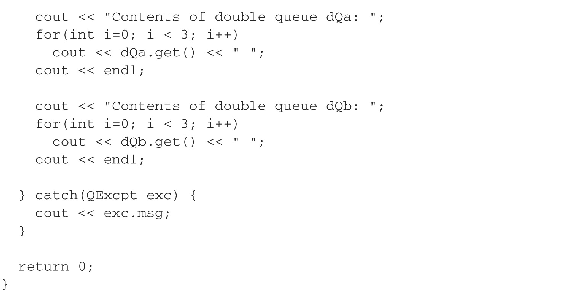 cout << "Contents of double queue dQa: ";
for(int i=0; i < 3; i++)
cout << dQa.get() << " ";
cout << endl;
cout << "Contents of double queue dQb: ";
for(int i=0; i < 3; i++)
cout << dQb.get() << " ";
cout << endl;
} catch(QExcpt exc) {
cout << exc.msg;
}
return 0;
}